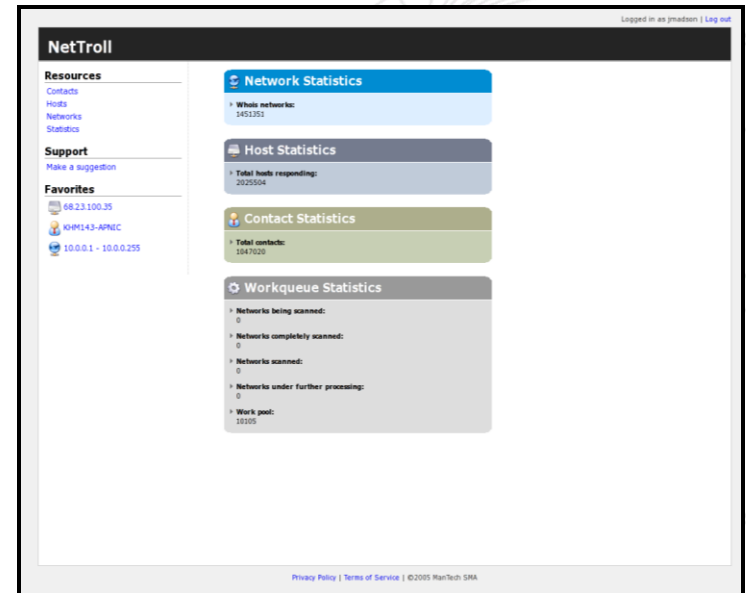 Logged in as jmadson | Log out
NetTroll
Resources
Contacts
Hosts
Networks
Statistics
Support
Make a suggestion
Favorites
68.23.100.35
KHM143-APNIC
10.0.0.1 - 10.0.0.255
Network Statistics
Whois networks:
1451351
Host Statistics
Total hosts responding:
2025504
Contact Statistics
Total contacts:
1047020
Workqueue Statistics
Networks being scanned:
0
Networks completely scanned:
0
Networks scanned:
0
Networks under further processing:
0
Work pool:
10105
Privacy Policy | Terms of Service | ©2005 ManTech SMA